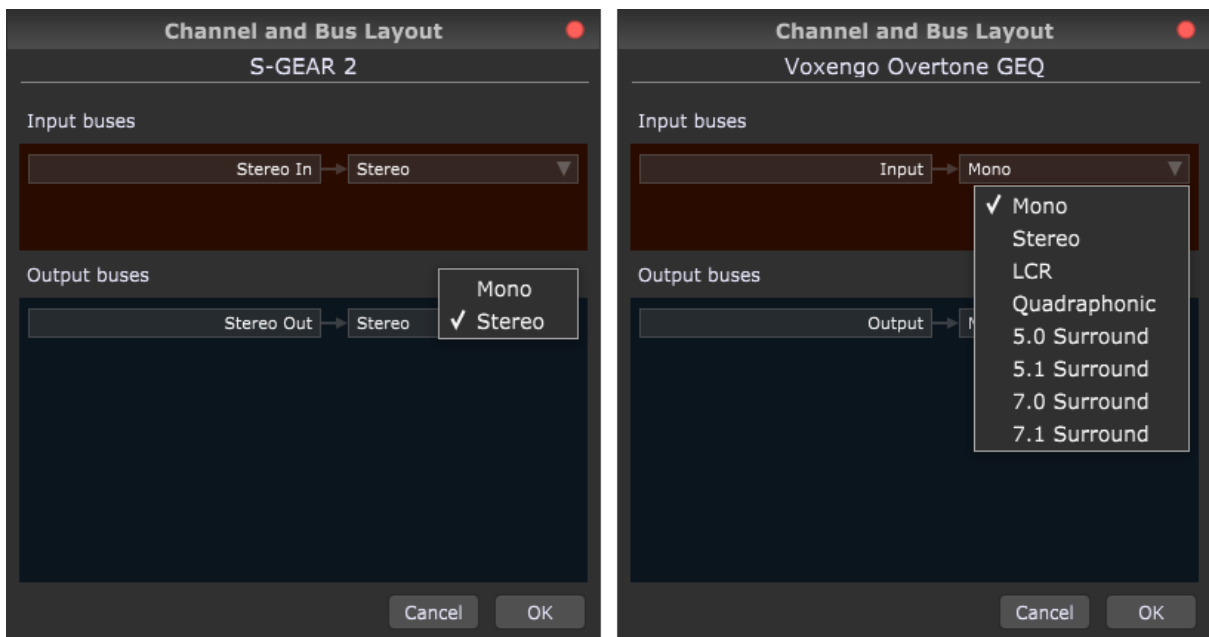 Channel and Bus Layout
S-GEAR 2
Input buses
Stereo In
Stereo
Output buses
Mono
Stereo
Stereo Out
Stereo
Cancel
OK
Channel and Bus Layout
Voxengo Overtone GEQ
Input buses
Input
Mono
Mono
Stereo
LCR
Quadraphonic
5.0 Surround
5.1 Surround
7.0 Surround
7.1 Surround
Output buses
Output
Cancel
OK